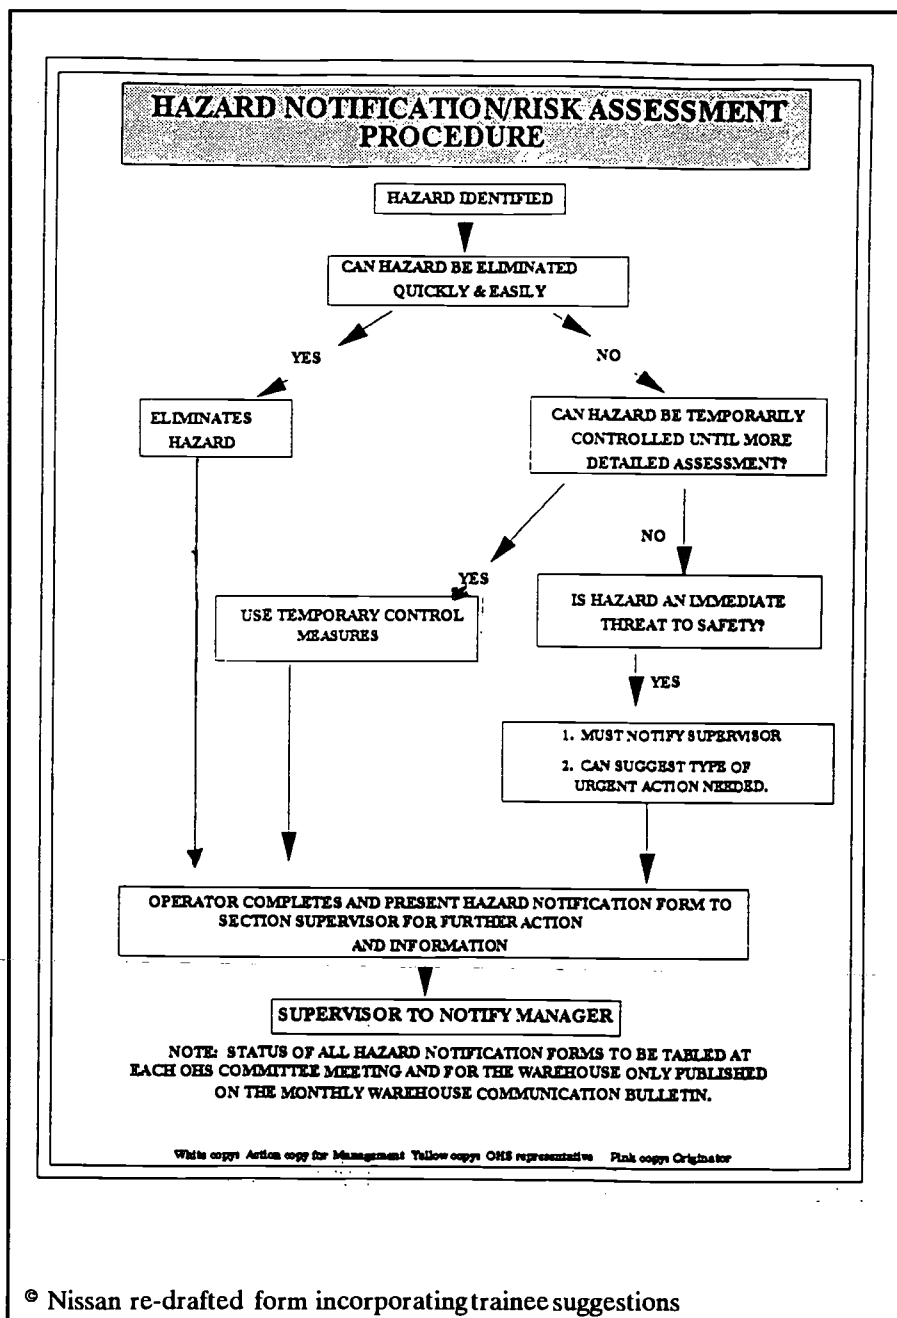 HAZARD NOTIFICATION/RISK ASSESSMENT
PROCEDURE
HAZARD IDENTIFIED
CAN HAZARD BE ELIMINATED
QUICKLY & EASILY
YES
NO
ELIMINATES
HAZARD
CAN HAZARD BE TEMPORARILY
CONTROLLED UNTIL MORE
DETAILED ASSESSMENT?
NO
YES
USE TEMPORARY CONTROL
MEASURES
IS HAZARD AN IMMEDIATE
THREAT TO SAFETY?
YES
1. MUST NOTIFY SUPERVISOR
2. CAN SUGGEST TYPE OF
URGENT ACTION NEEDED.
OPERATOR COMPLETES AND PRESENT HAZARD NOTIFICATION FORM TO
SECTION SUPERVISOR FOR FURTHER ACTION
AND INFORMATION
SUPERVISOR TO NOTIFY MANAGER
NOTE: STATUS OF ALL HAZARD NOTIFICATION FORMS TO BE TABLED AT
EACH OHS COMMITTEE MEETING AND FOR THE WAREHOUSE ONLY PUBLISHED
ON THE MONTHLY WAREHOUSE COMMUNICATION BULLETIN.
White copy: Action copy for Management Yellow copy: OHS representative Pink copy: Originator
© Nissan re-drafted form incorporating trainee suggestions